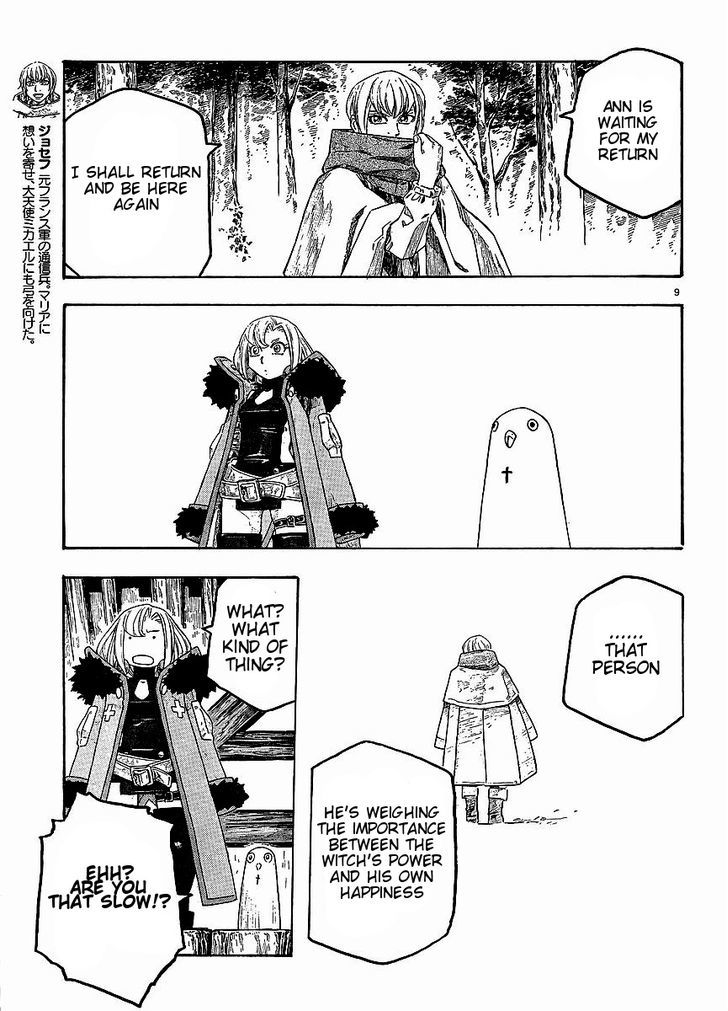 ANN IS
WAITING
FOR MY
RETURN
I SHALL RETURN
AND BE HERE
AGAIN
ジョセフ 元フランス軍の通信兵。マリアに
想いを寄せ、大天使ミカエルにも弓を向けた。
9
......
THAT
PERSON
HE'S WEIGHING
THE IMPORTANCE
BETWEEN THE
WITCH'S POWER
AND HIS OWN
HAPPINESS
WHAT?
WHAT
KIND OF
THING?
EHH?
ARE YOU
THAT SLOW!?